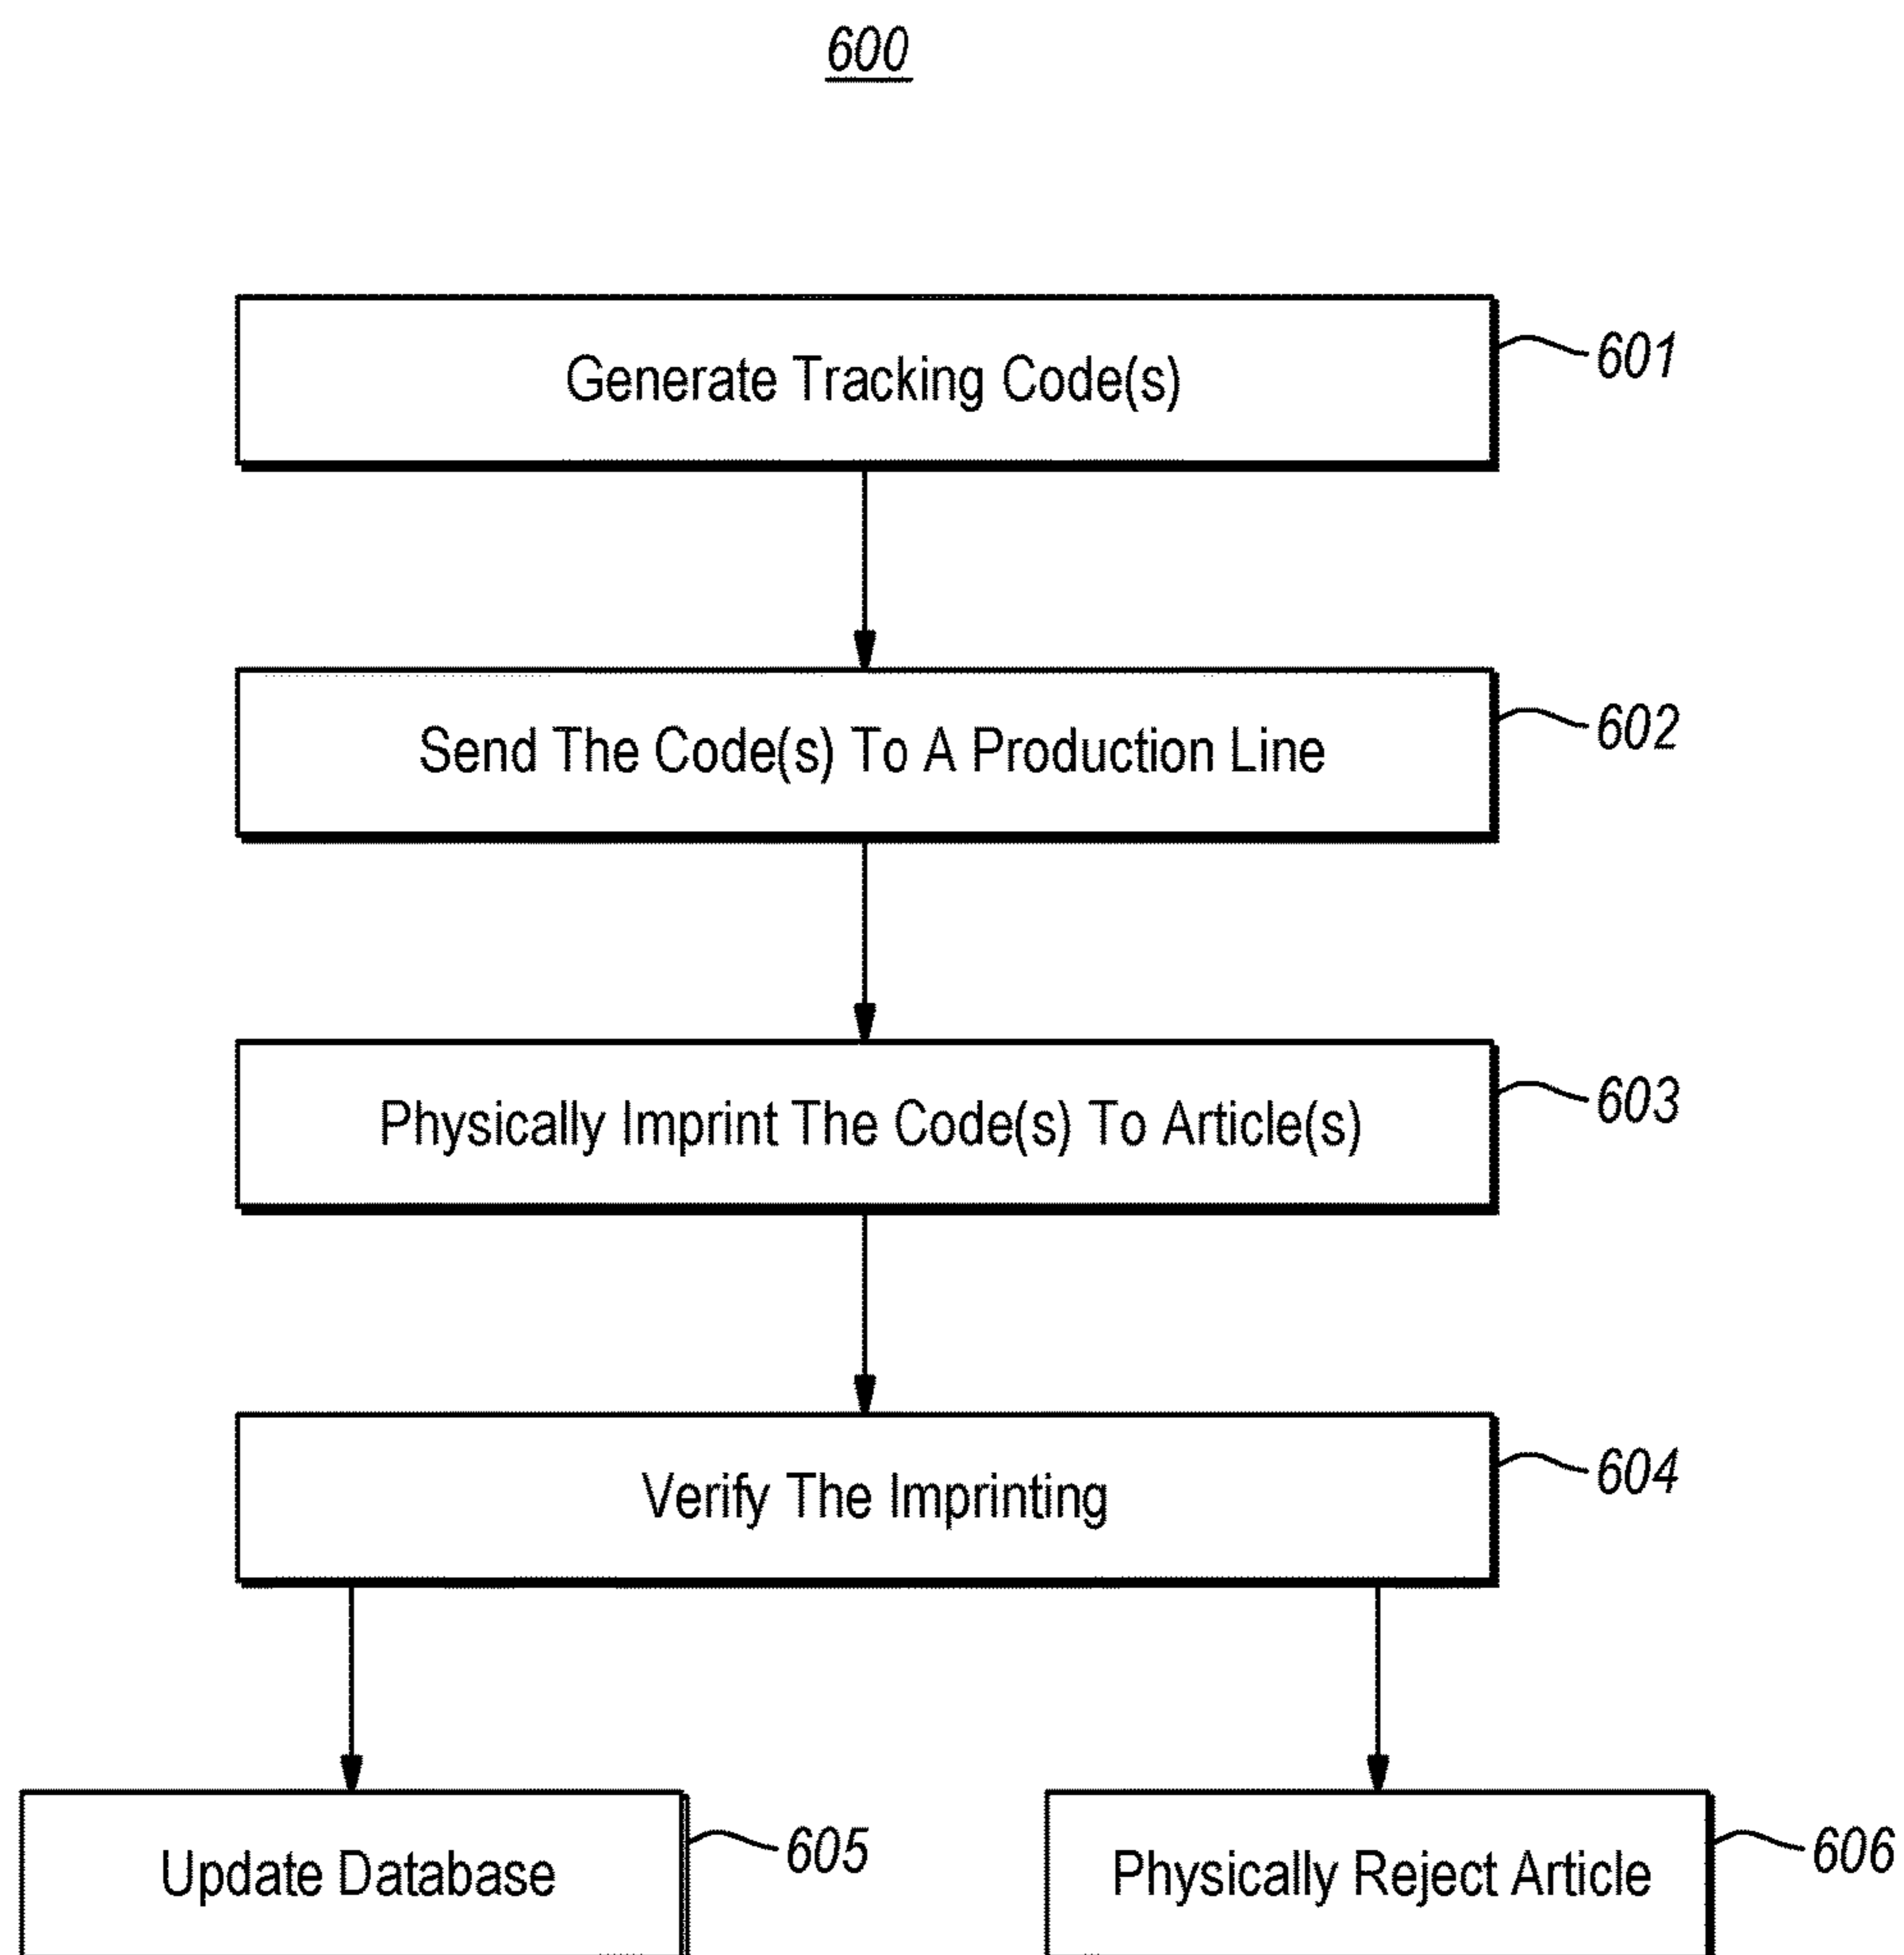 600
Generate Tracking Code(s)
601
Send The Code(s) To A Production Line
602
Physically Imprint The Code(s) To Article(s)
603
Verify The Imprinting
604
Update Database
605
Physically Reject Article
606